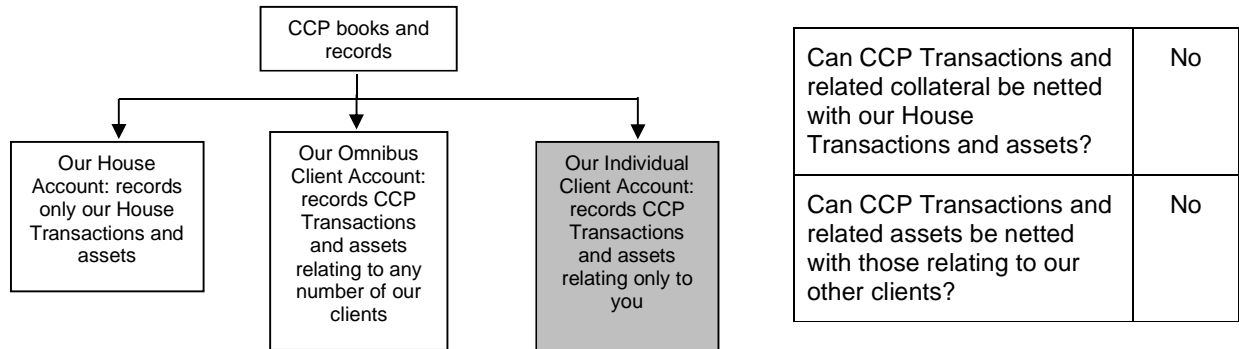 CCP books and
records
Our House
Account: records
only our House
Transactions and
assets
Our Omnibus
Client Account:
records CCP
Transactions
and assets
relating to any
number of our
clients
Our Individual
Client Account:
records CCP
Transactions
and assets
relating only to
you
Can CCP Transactions and
related collateral be netted
with our House
Transactions and assets?
No
Can CCP Transactions and
related assets be netted
with those relating to our
other clients?
No